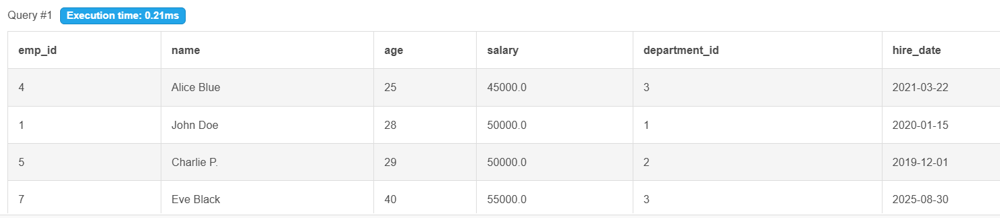 Query #1 Execution time: 0.21ms
emp_id name age salary department_id hire_date
4 Alice Blue 25 45000.0 3 2021-03-22
1 John Doe 28 50000.0 1 2020-01-15
5 Charlie P. 29 50000.0 2 2019-12-01
7 Eve Black 40 55000.0 3 2025-08-30